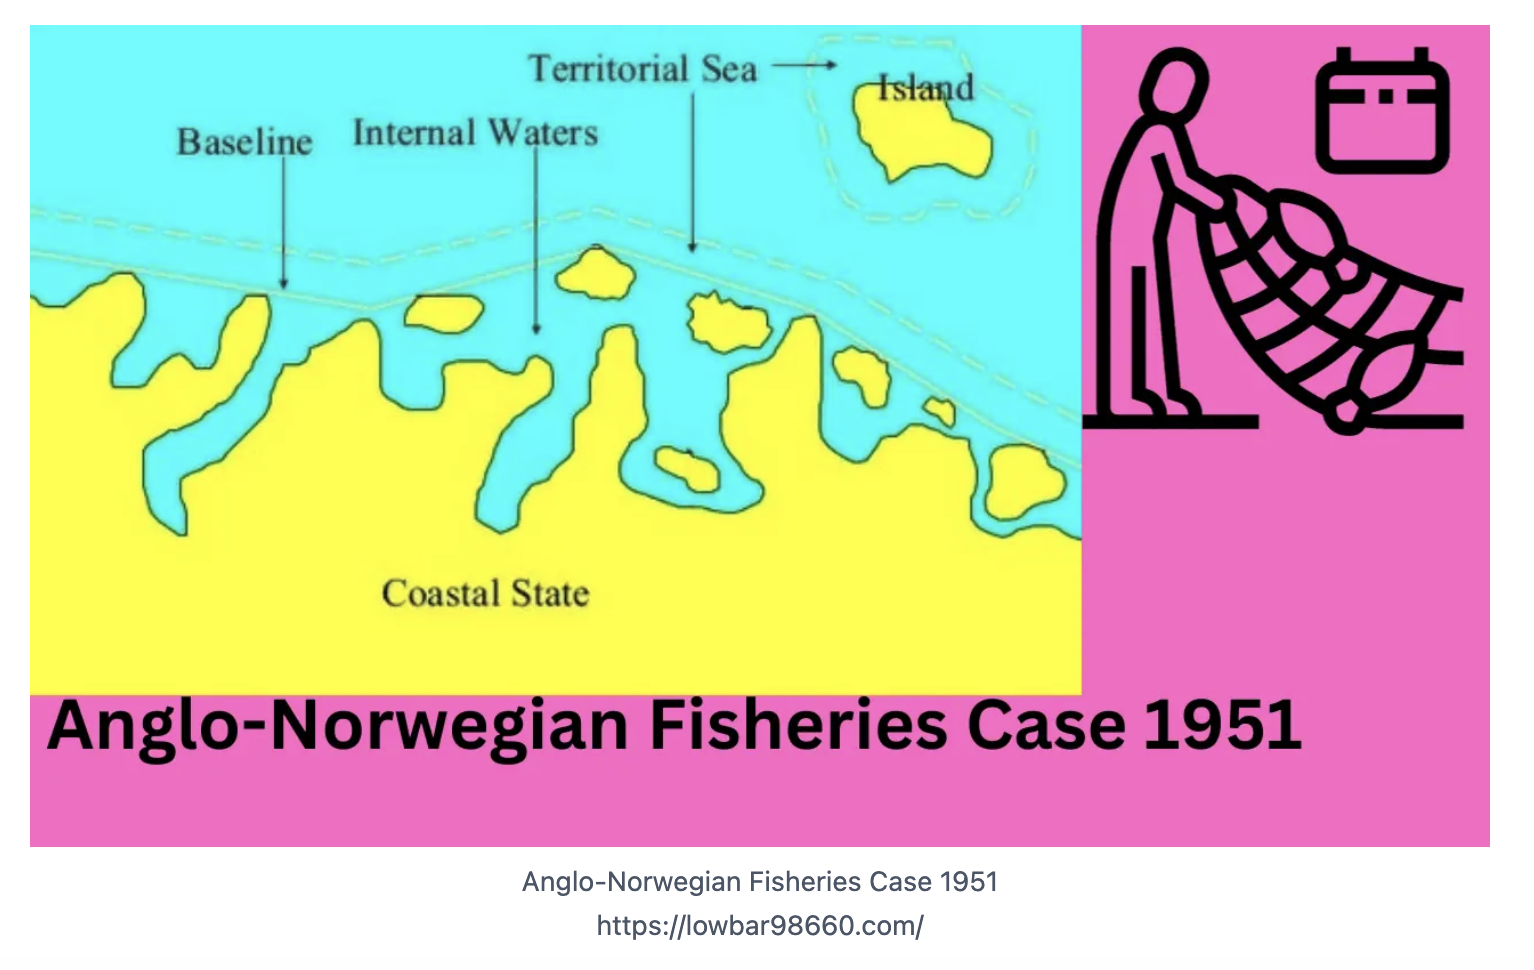 Territorial Sea
Island
Baseline
Internal Waters
Coastal State
Anglo-Norwegian Fisheries Case 1951
Anglo-Norwegian Fisheries Case 1951
https://lowbar98660.com/